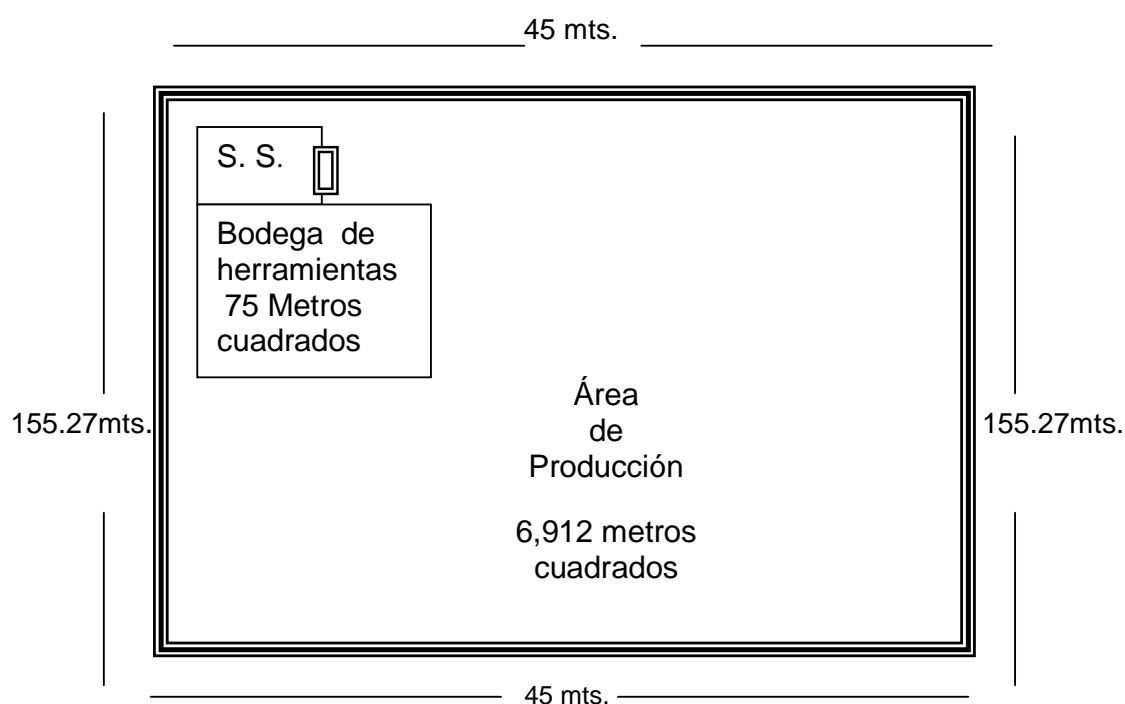 45 mts.
S. S.
Bodega de
herramientas
75 Metros
cuadrados
Área
de
Producción
155.27mts.
155.27mts.
6,912 metros
cuadrados
45 mts.